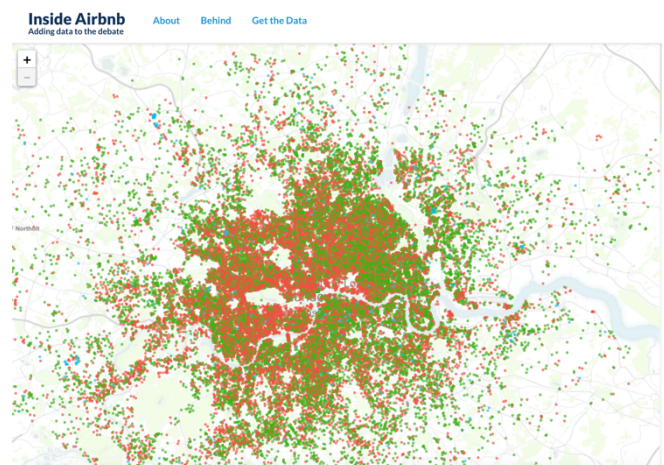 Inside Airbnb
Adding data to the debate
About
Behind
Get the Data
+
−
Northolt